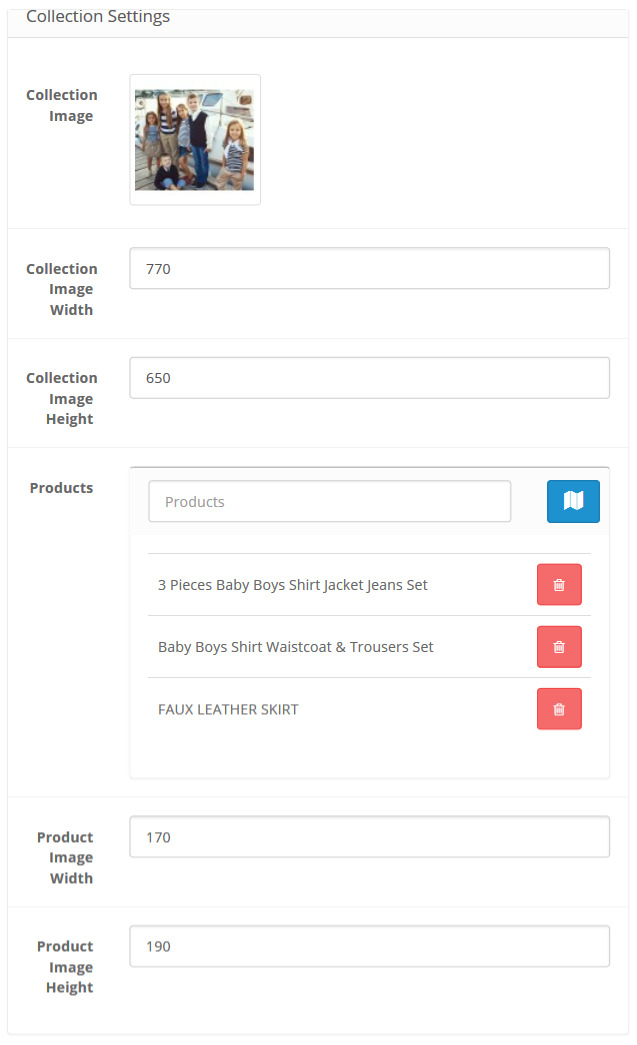 Collection Settings
Collection
Image
Collection
Image
Width
770
Collection
Image
Height
650
Products
Products
3 Pieces Baby Boys Shirt Jacket Jeans Set
Baby Boys Shirt Waistcoat & Trousers Set
FAUX LEATHER SKIRT
Product
Image
Width
170
Product
Image
Height
190